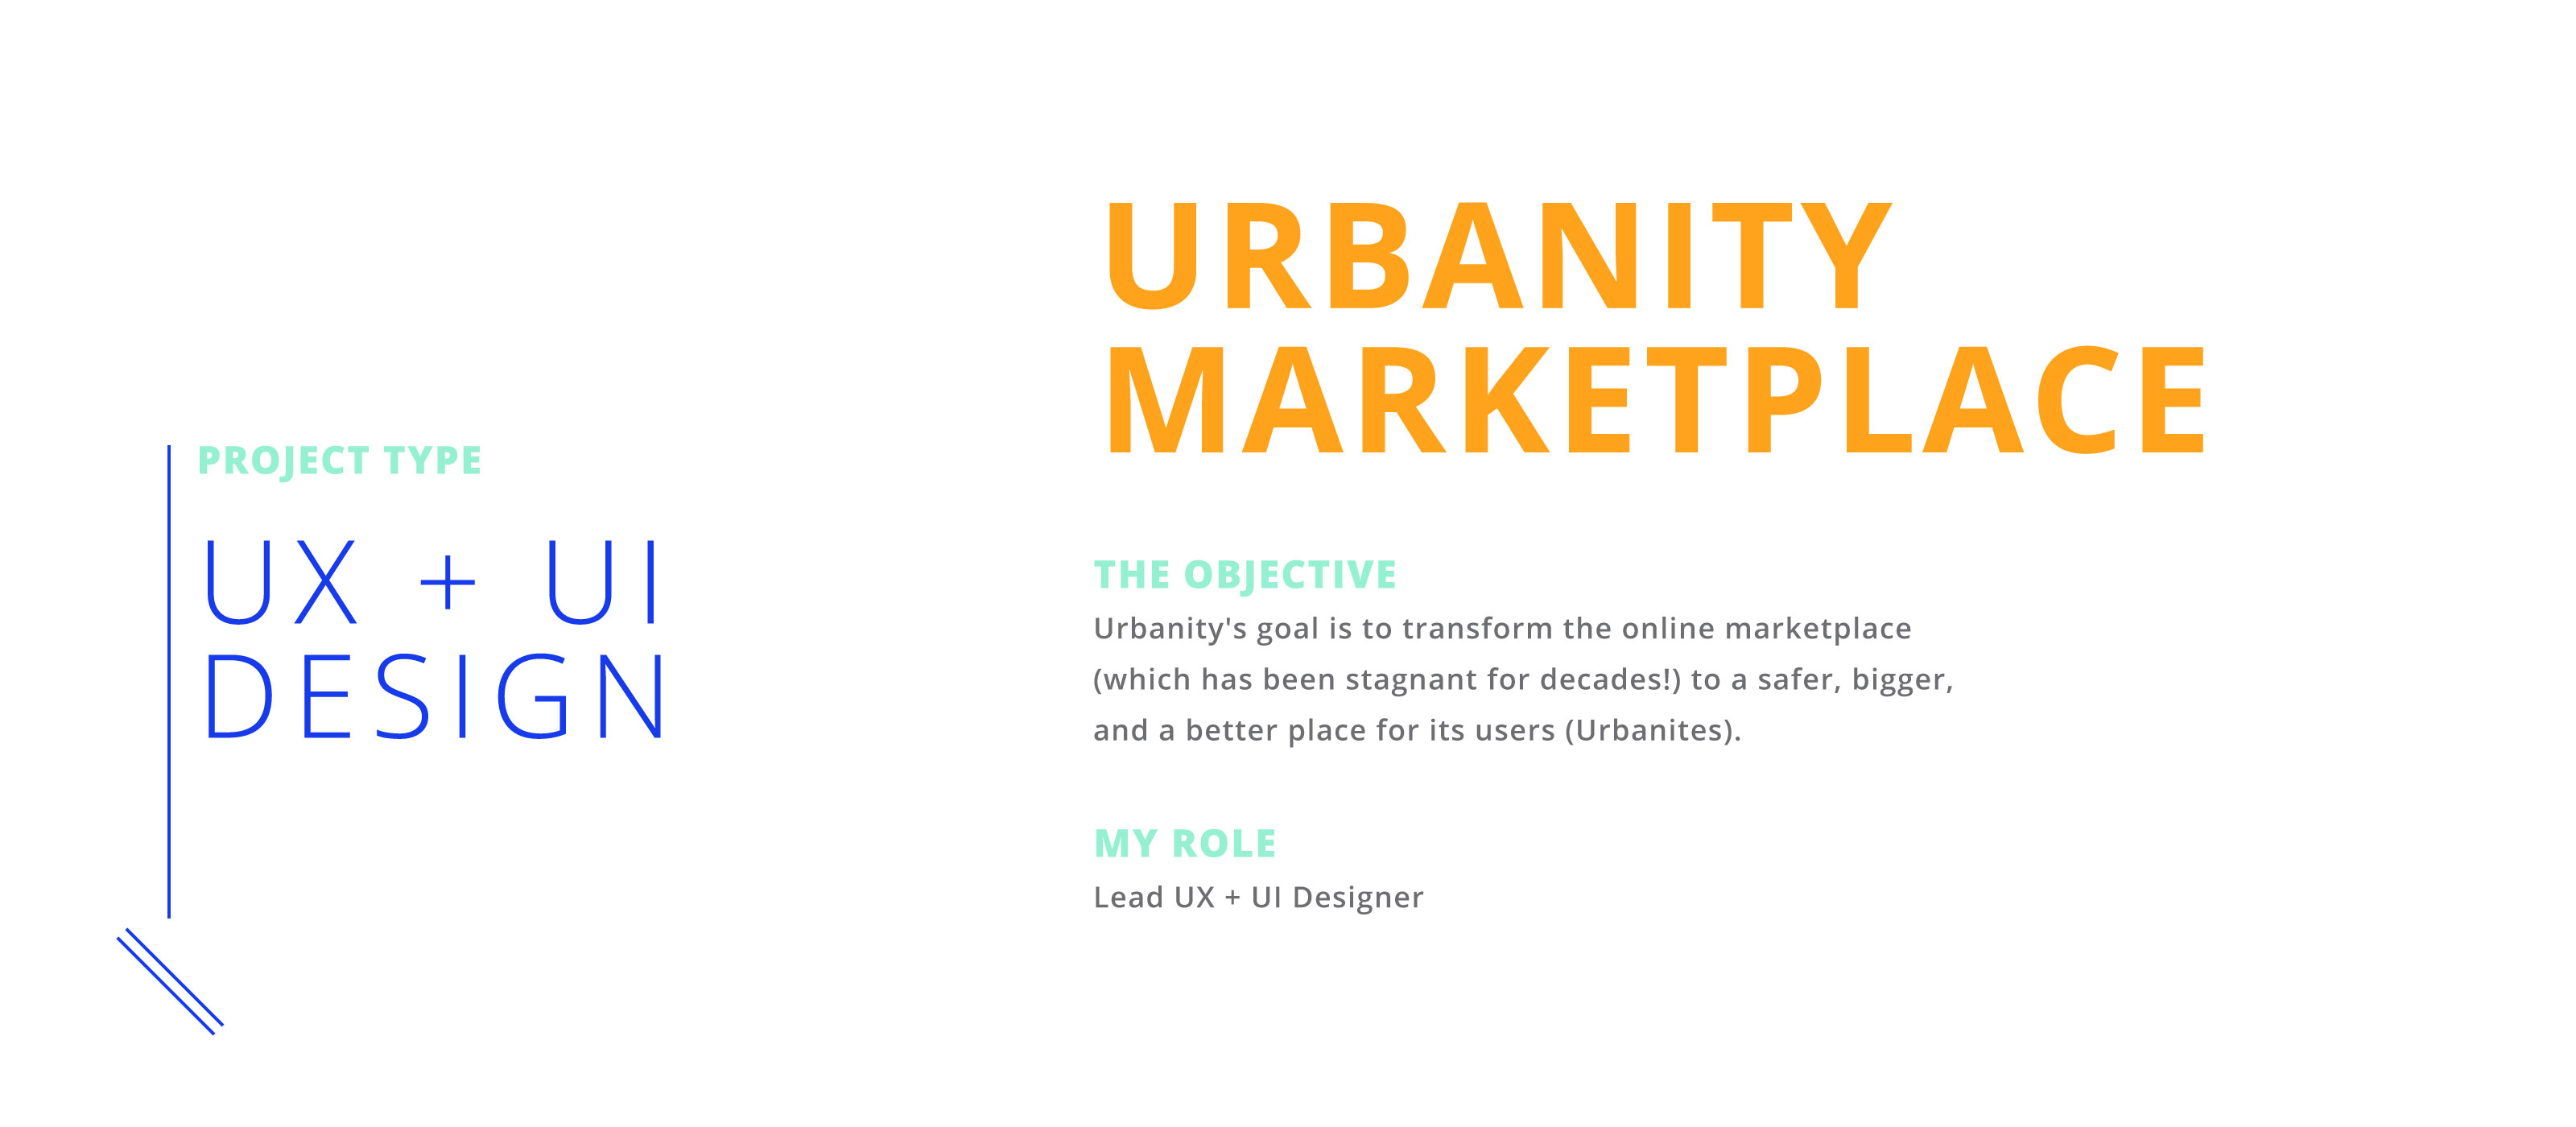 PROJECT TYPE
UX + UI
DESIGN
URBANITY
MARKETPLACE
THE OBJECTIVE
Urbanity's goal is to transform the online marketplace
(which has been stagnant for decades!) to a safer, bigger,
and a better place for its users (Urbanites).
MY ROLE
Lead UX + UI Designer